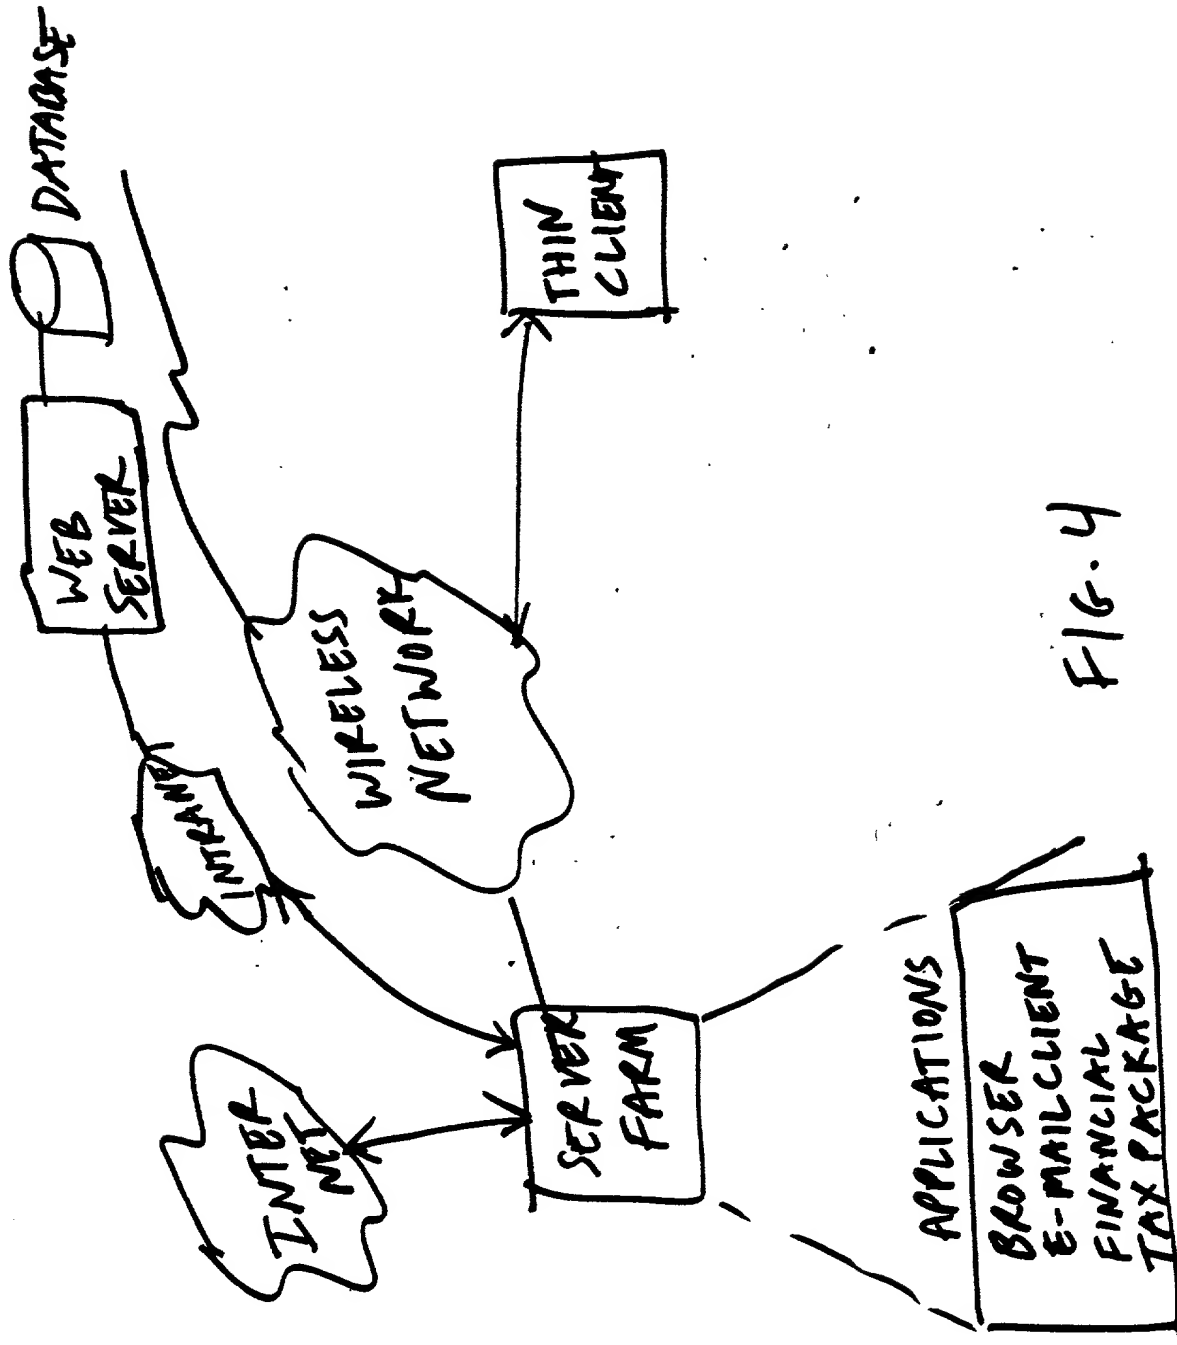 DATABASE
WEB
SERVER
INTRANET
WIRELESS
NETWORK
THIN
CLIENT
INTER
NET
SERVER
FARM
APPLICATIONS
BROWSER
E-MAIL CLIENT
FINANCIAL
TAX PACKAGE
FIG. 4